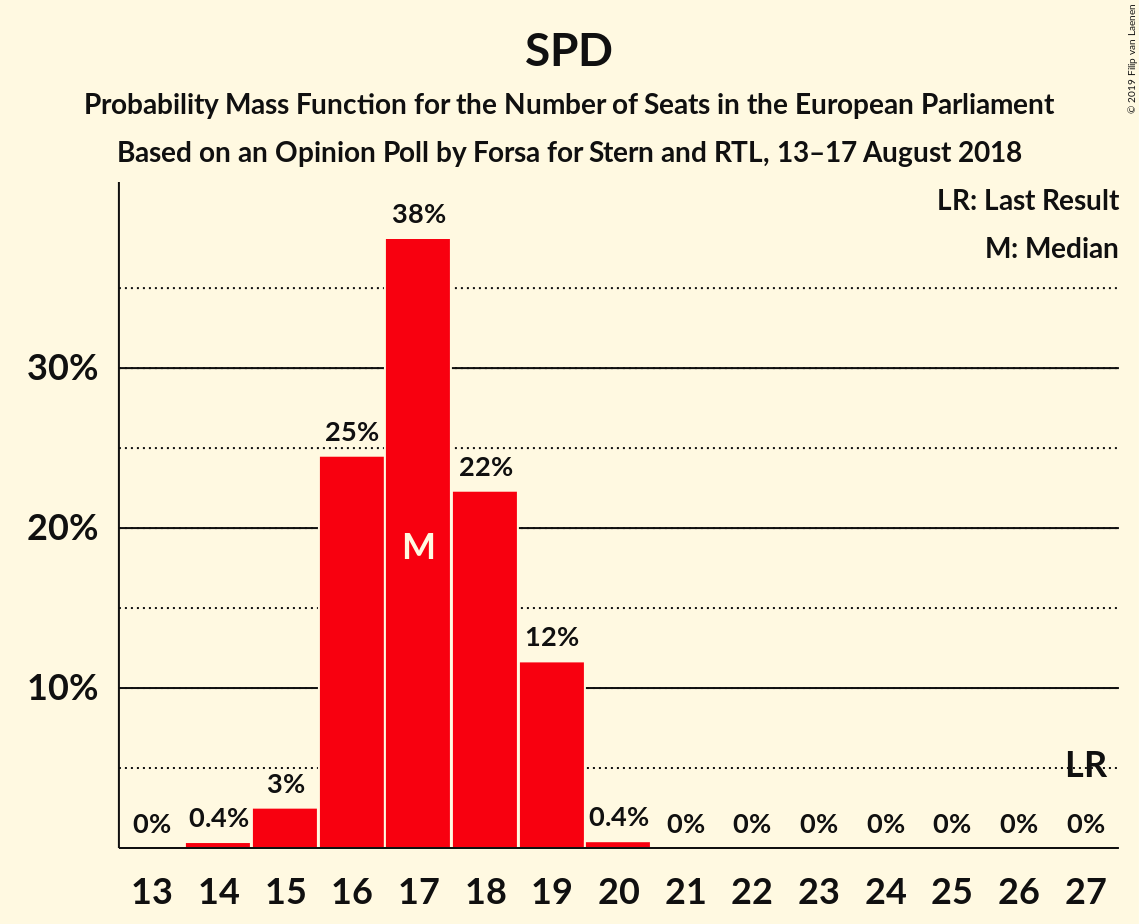 SPD
Probability Mass Function for the Number of Seats in the European Parliament
Based on an Opinion Poll by Forsa for Stern and RTL, 13–17 August 2018
© 2019 Filip van Laenen
LR: Last Result
M: Median
38%
30%
25%
22%
20%
M
12%
10%
LR
3%
0% 0.4% 0.4% 0% 0% 0% 0% 0% 0% 0%
13 14 15 16 17 18 19 20 21 22 23 24 25 26 27